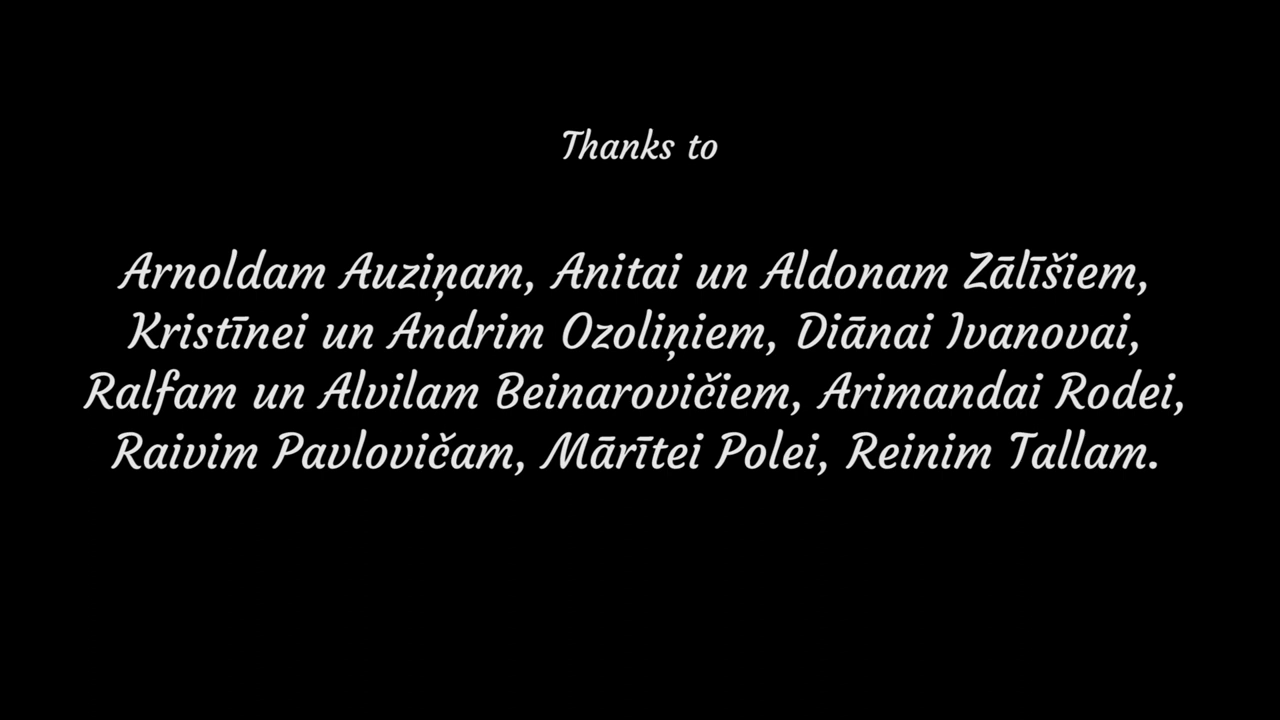 Thanks to
Arnoldam Auziņam, Anitai un Aldonam Zālīšiem,
Kristīnei un Andrim Ozoliņiem, Diānai Ivanovai,
Ralfam un Alvilam Beinarovičiem, Arimandai Rodei,
Raivim Pavlovičam, Mārītei Polei, Reinim Tallam.